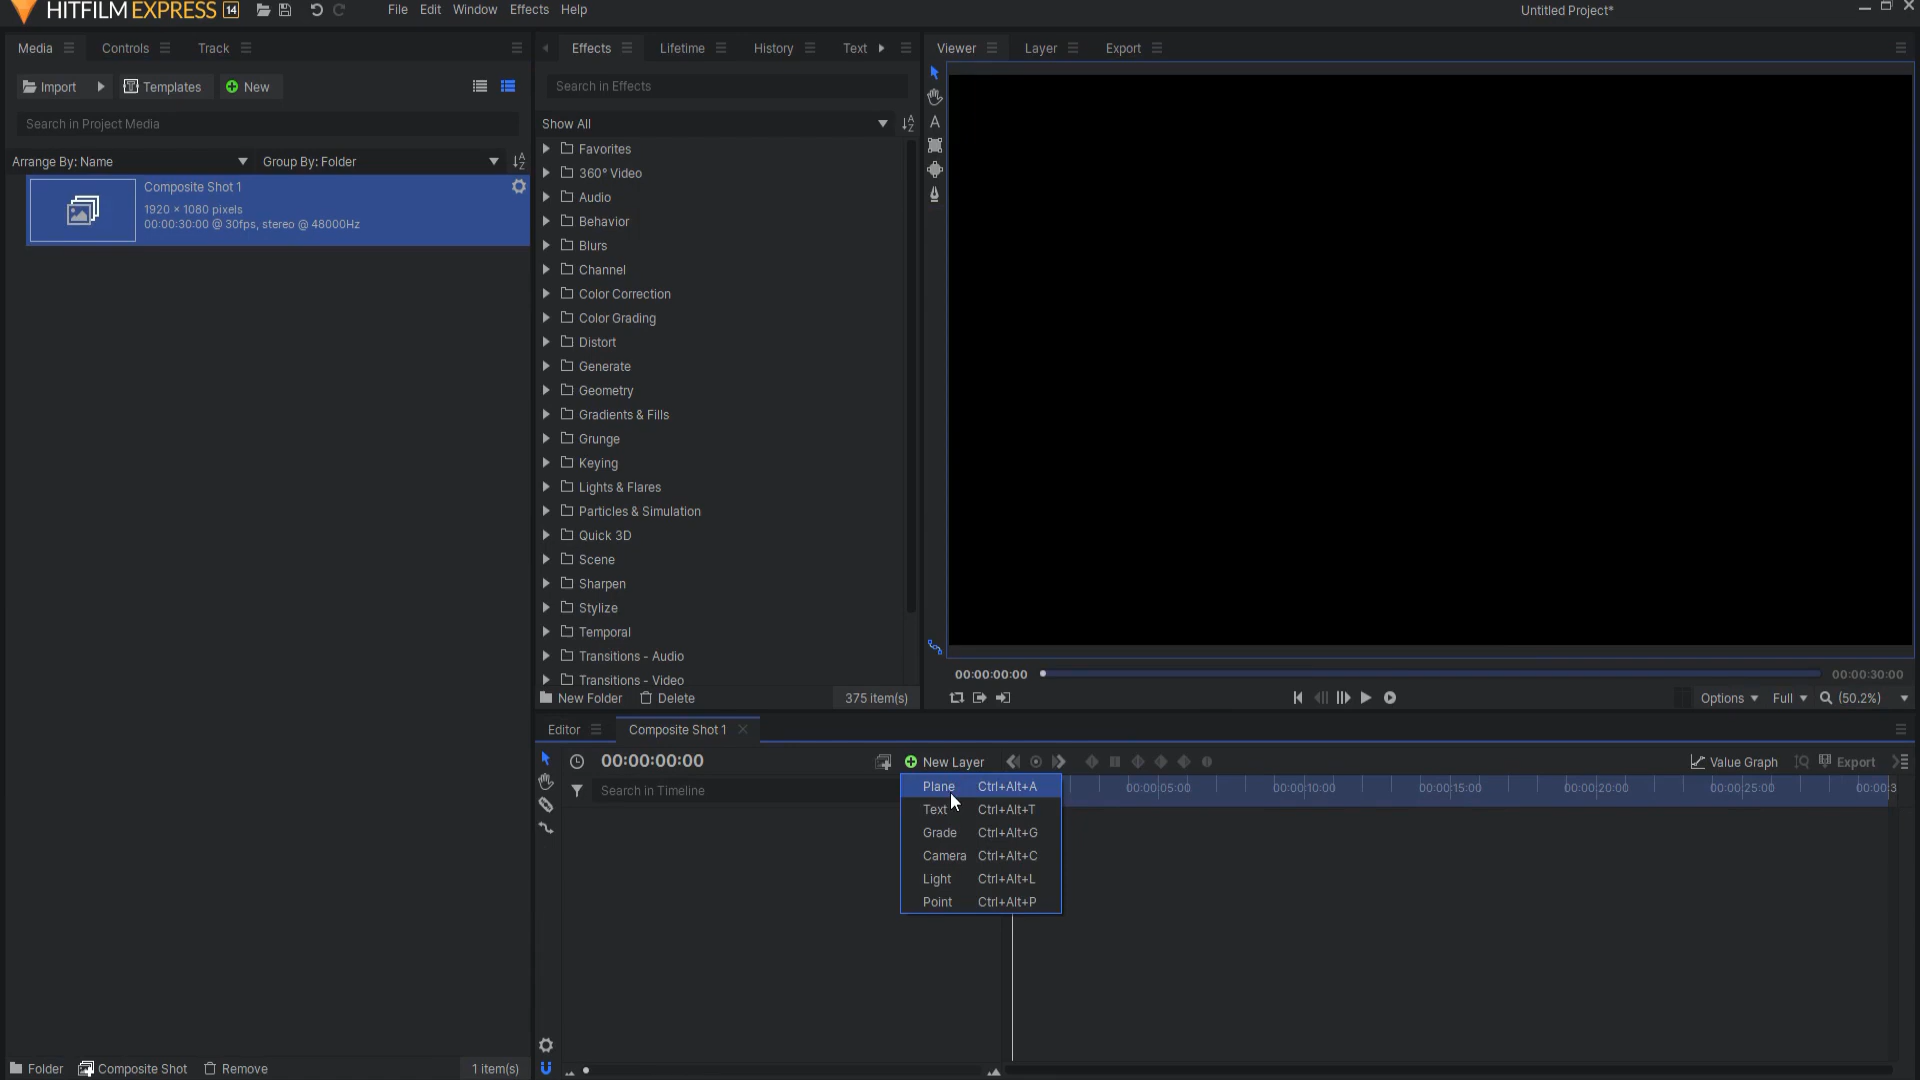 HITFILM EXPRESS 14
File Edit Window Effects Help
Untitled Project*
Media Controls Track
Import Templates New
Search in Project Media
Arrange By: Name Group By: Folder
Composite Shot 1
1920 × 1080 pixels
00:00:30:00 @ 30fps, stereo @ 48000Hz
Folder Composite Shot Remove 1 item(s)
Effects Lifetime History Text
Search in Effects
Show All
Favorites
360° Video
Audio
Behavior
Blurs
Channel
Color Correction
Color Grading
Distort
Generate
Geometry
Gradients & Fills
Grunge
Keying
Lights & Flares
Particles & Simulation
Quick 3D
Scene
Sharpen
Stylize
Temporal
Transitions - Audio
Transitions - Video
New Folder Delete 375 item(s)
Viewer Layer Export
00:00:00:00 00:00:30:00
Options Full (50.2%)
Editor Composite Shot 1
00:00:00:00 New Layer Value Graph Export
Search in Timeline
00:00:05:00 00:00:10:00 00:00:15:00 00:00:20:00 00:00:25:00 00:00:3
Plane Ctrl+Alt+A
Text Ctrl+Alt+T
Grade Ctrl+Alt+G
Camera Ctrl+Alt+C
Light Ctrl+Alt+L
Point Ctrl+Alt+P